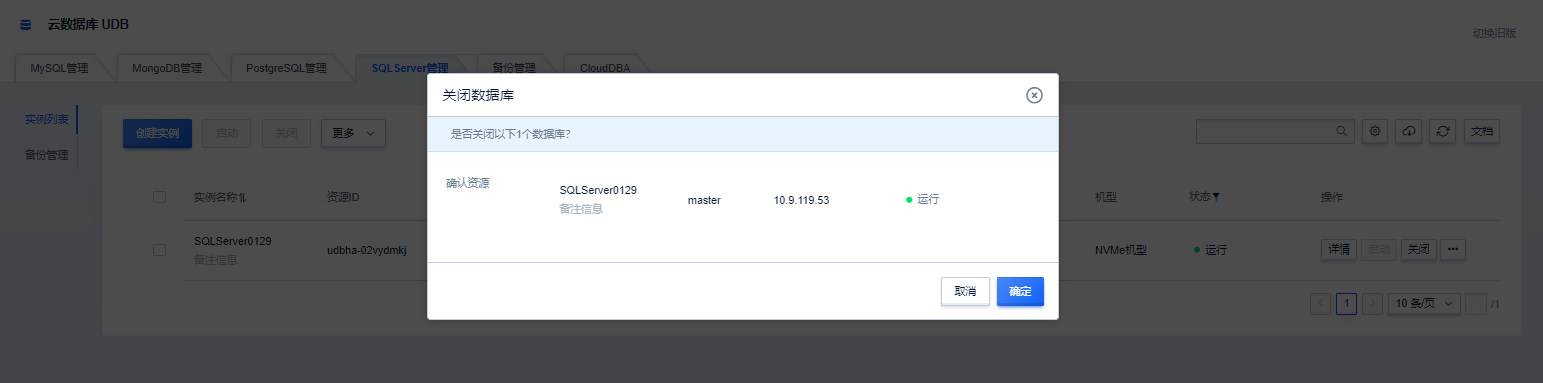 云数据库 UDB
切换旧版
MySQL管理 MongoDB管理 PostgreSQL管理 SQLServer管理 备份管理 CloudDBA
关闭数据库
实例列表
创建实例 启动 关闭 更多
是否关闭以下1个数据库?
文档
备份管理
确认资源
SQLServer0129 master 10.9.119.53 运行
备注信息
实例名称 资源ID 机型 状态 操作
SQLServer0129 udbha-02vydmkj NVMe机型 运行 详情 启动 关闭 •••
备注信息
取消 确定
1 10 条/页 /1